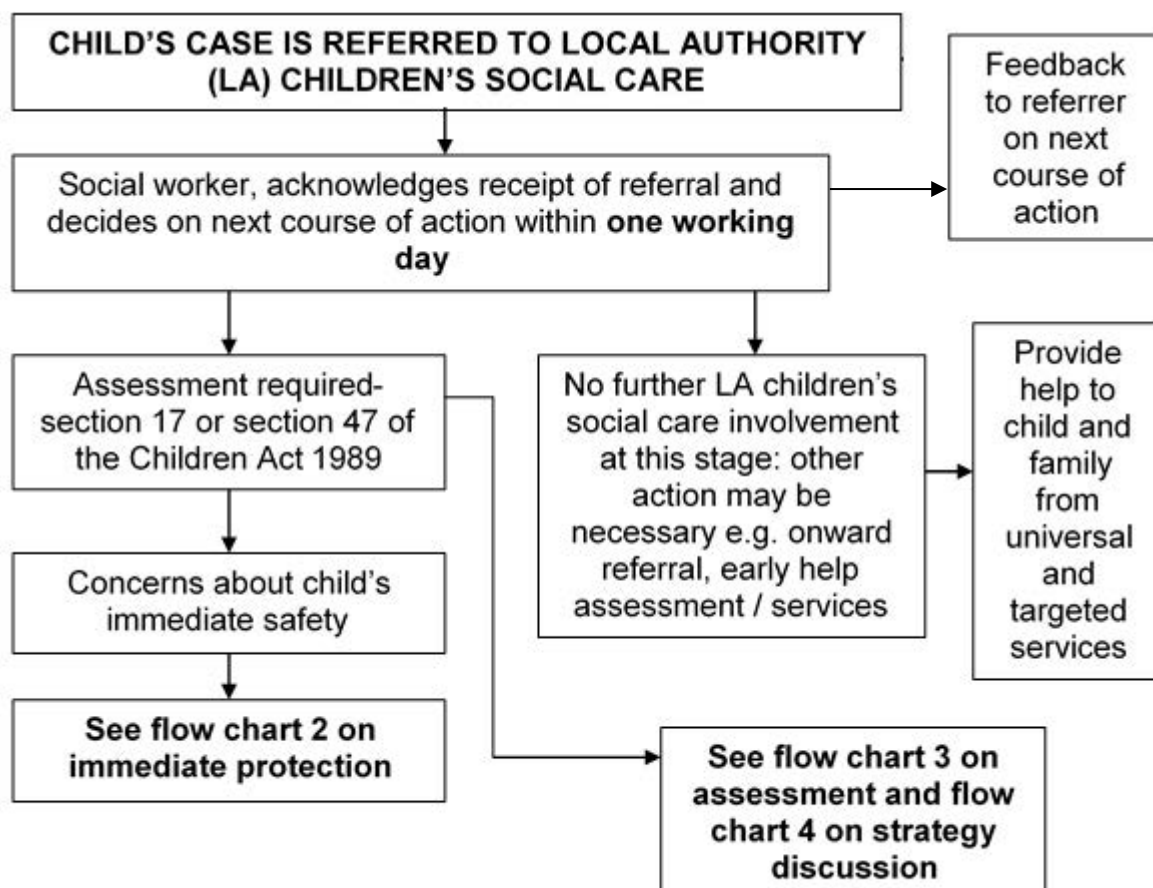 CHILD'S CASE IS REFERRED TO LOCAL AUTHORITY
(LA) CHILDREN'S SOCIAL CARE
Feedback
to referrer
on next
course of
action
Social worker, acknowledges receipt of referral and
decides on next course of action within one working
day
Assessment required-
section 17 or section 47 of
the Children Act 1989
No further LA children's
social care involvement
at this stage: other
action may be
necessary e.g. onward
referral, early help
assessment / services
Provide
help to
child and
family
from
universal
and
targeted
services
Concerns about child's
immediate safety
See flow chart 2 on
immediate protection
See flow chart 3 on
assessment and flow
chart 4 on strategy
discussion